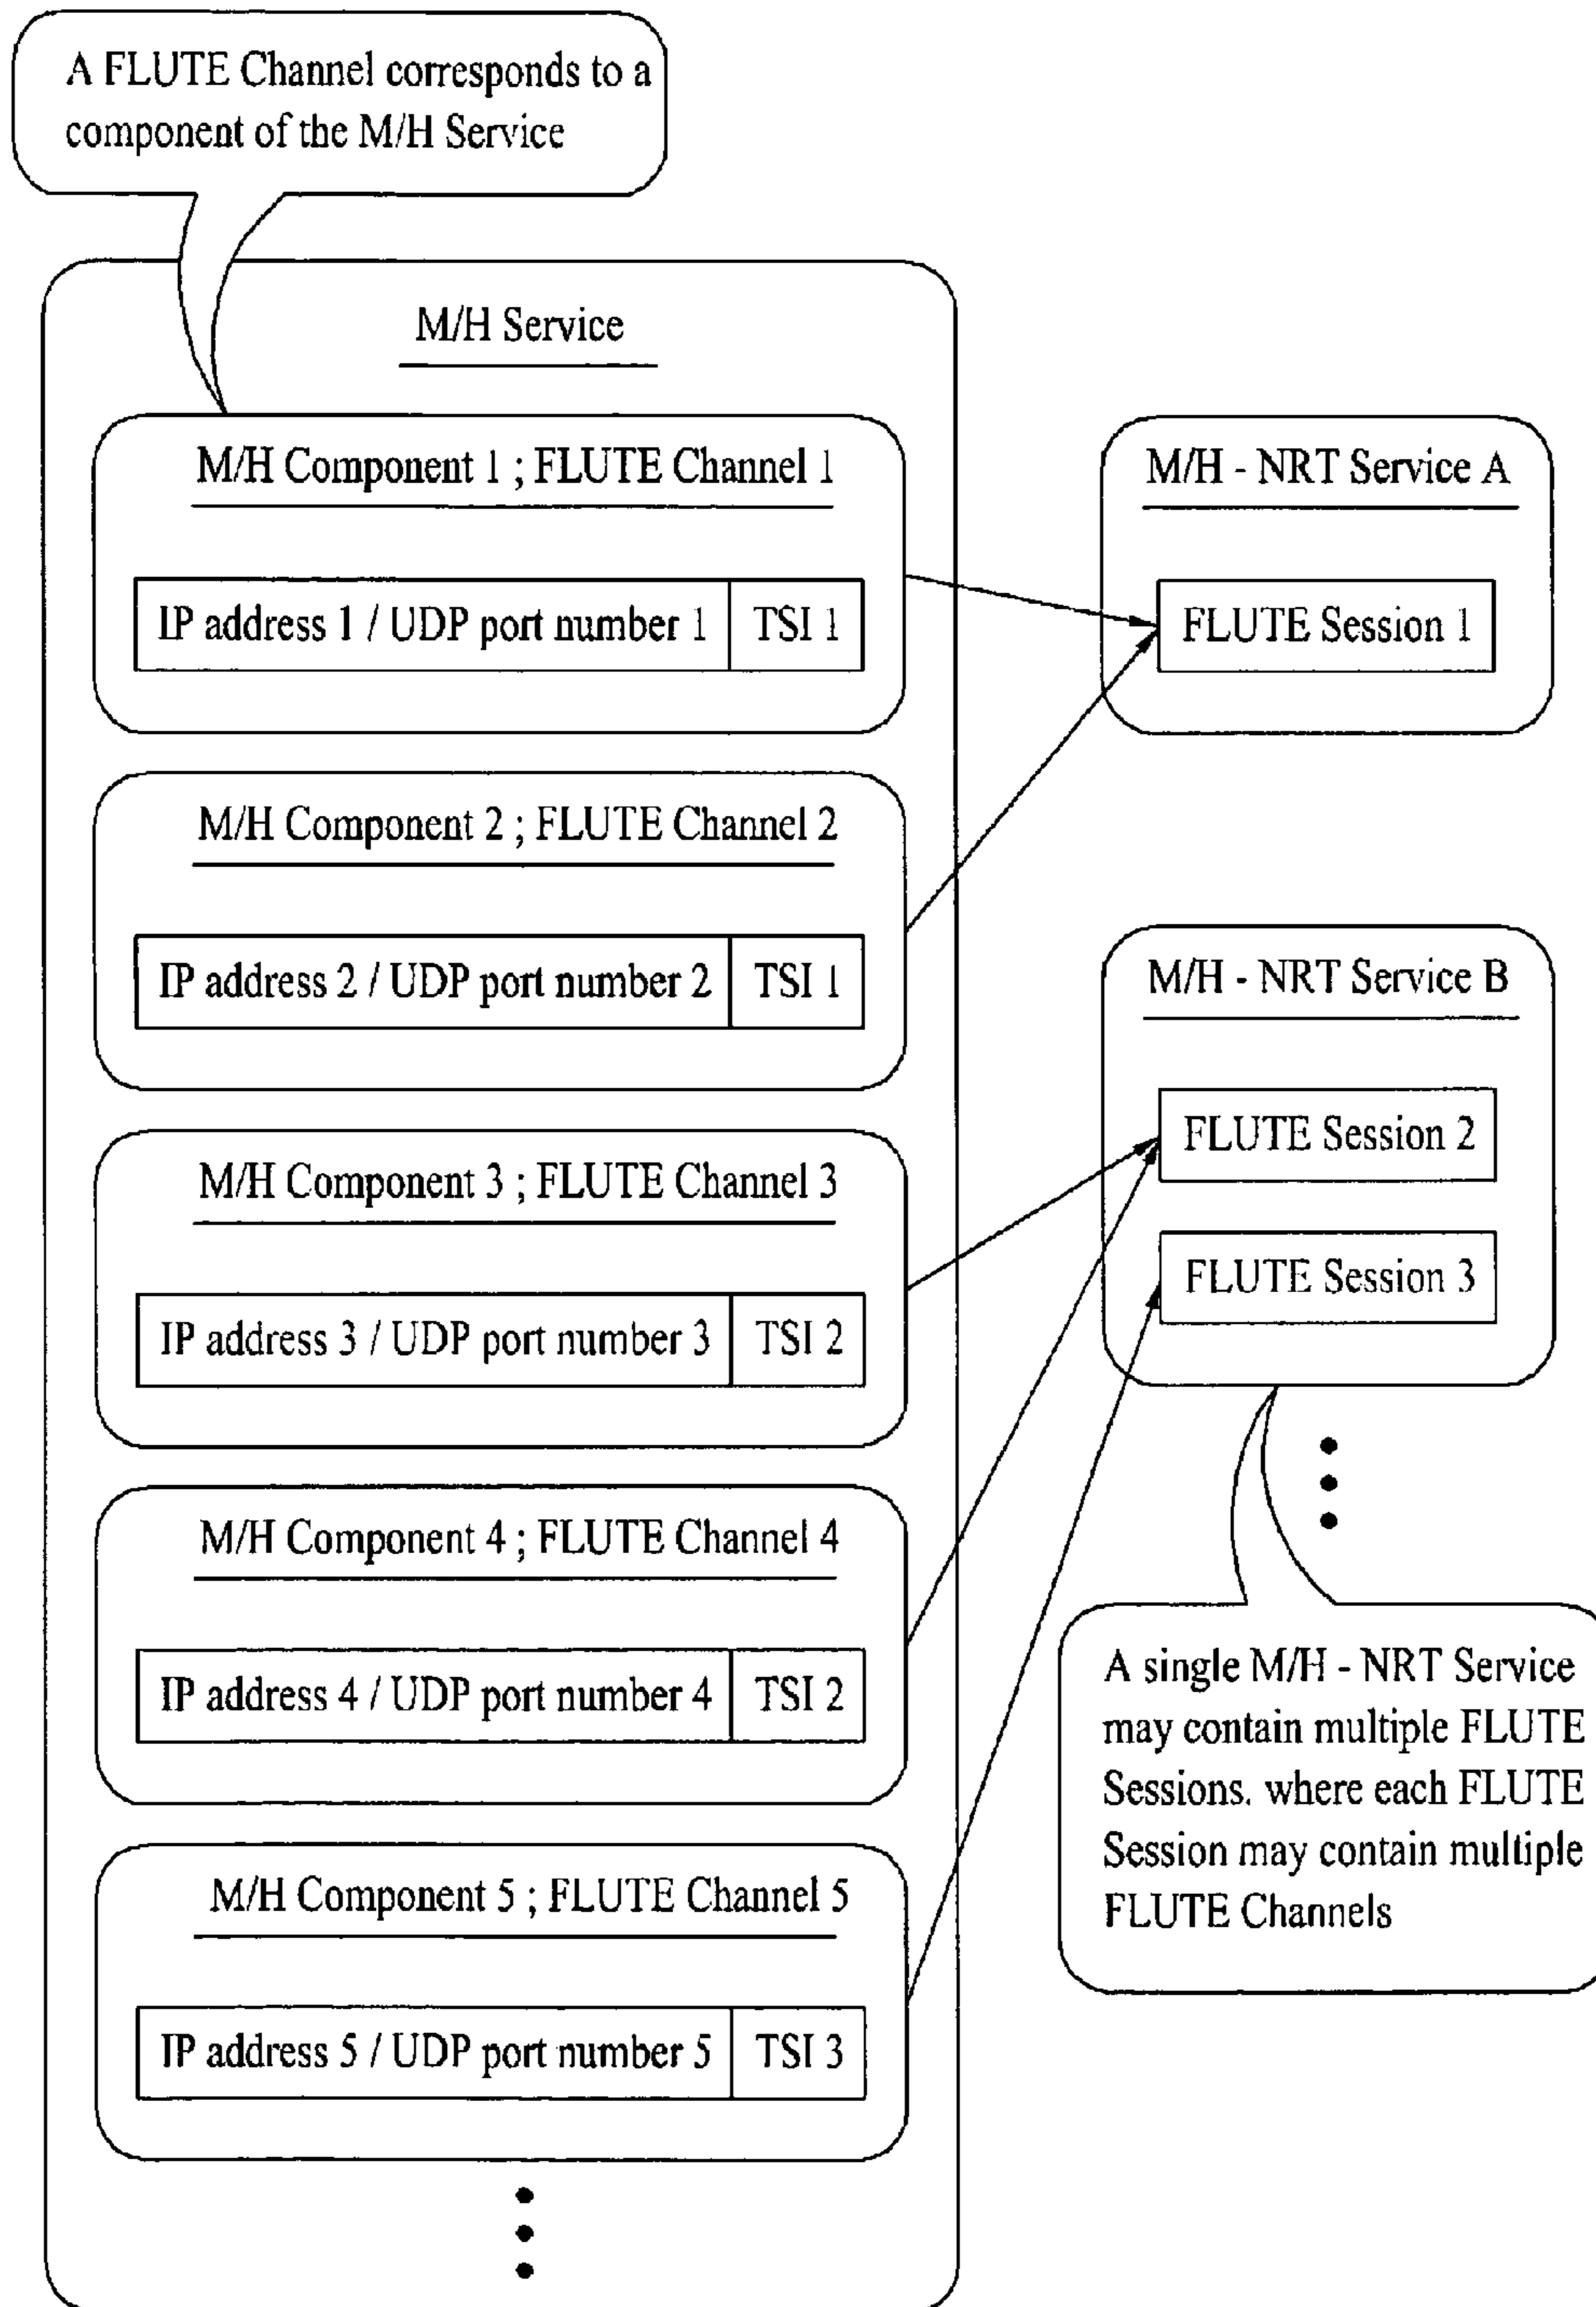 A FLUTE Channel corresponds to a
component of the M/H Service
M/H Service
M/H Component 1 ; FLUTE Channel 1
IP address 1 / UDP port number 1
TSI 1
M/H Component 2 ; FLUTE Channel 2
IP address 2 / UDP port number 2
TSI 1
M/H Component 3 ; FLUTE Channel 3
IP address 3 / UDP port number 3
TSI 2
M/H Component 4 ; FLUTE Channel 4
IP address 4 / UDP port number 4
TSI 2
M/H Component 5 ; FLUTE Channel 5
IP address 5 / UDP port number 5
TSI 3
M/H - NRT Service A
FLUTE Session 1
M/H - NRT Service B
FLUTE Session 2
FLUTE Session 3
A single M/H - NRT Service
may contain multiple FLUTE
Sessions. where each FLUTE
Session may contain multiple
FLUTE Channels